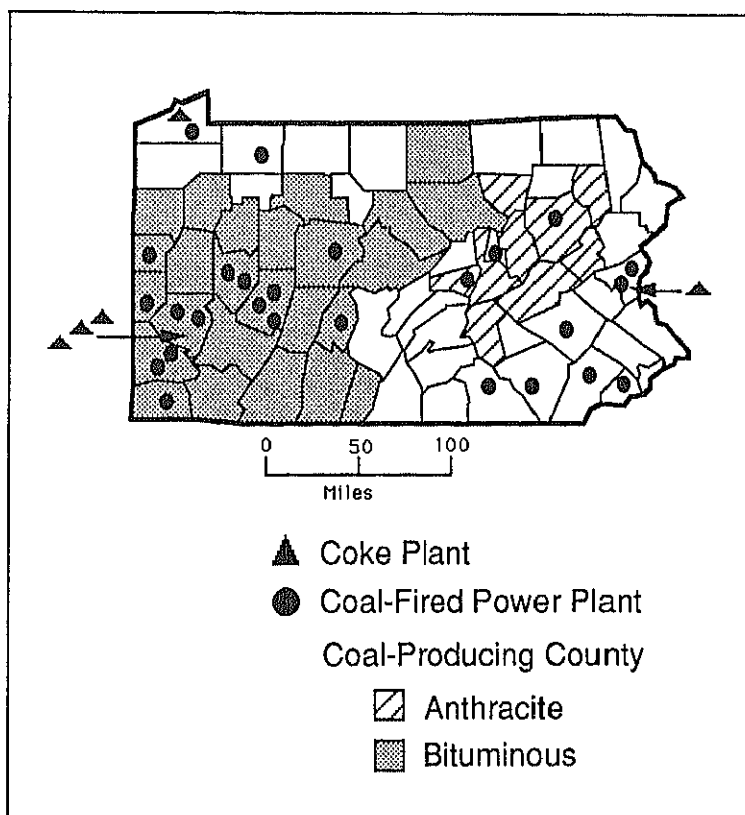 0 50 100
Miles
Coke Plant
Coal-Fired Power Plant
Coal-Producing County
Anthracite
Bituminous